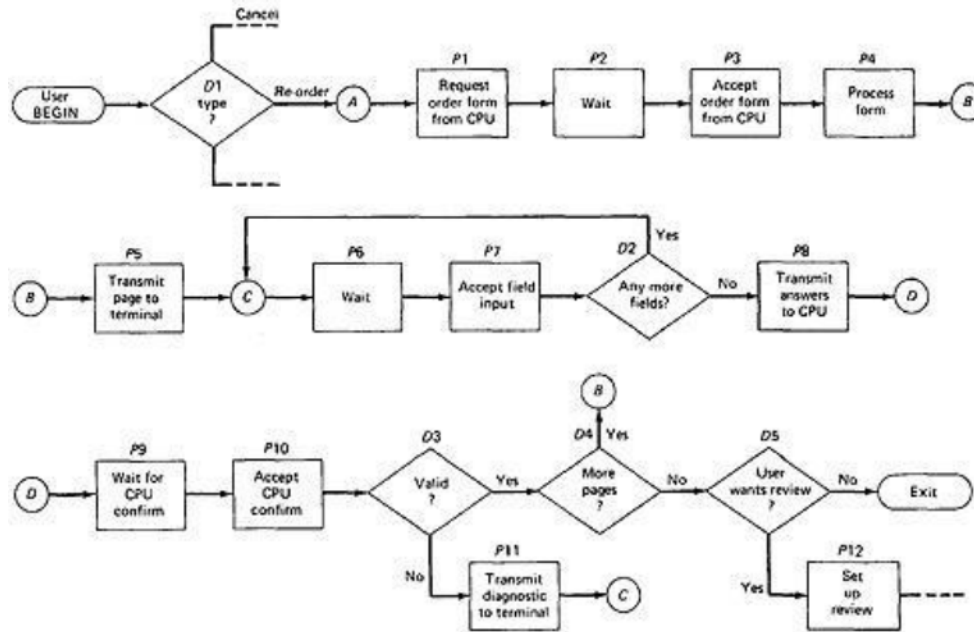 Cancel
P1
P2
P3
P4
User
BEGIN
D1
type
?
Re-order
A
Request
order form
from CPU
Wait
Accept
order form
from CPU
Process
form
B
Yes
P5
P6
P7
D2
P8
B
Transmit
page to
terminal
C
Wait
Accept field
input
Any more
fields?
No
Transmit
answers
to CPU
D
B
P9
P10
D3
D4
Yes
D5
D
Wait for
CPU
confirm
Accept
CPU
confirm
Valid
?
Yes
More
pages
?
No
User
wants review
?
No
Exit
P11
P12
No
Transmit
diagnostic
to terminal
C
Yes
Set
up
review